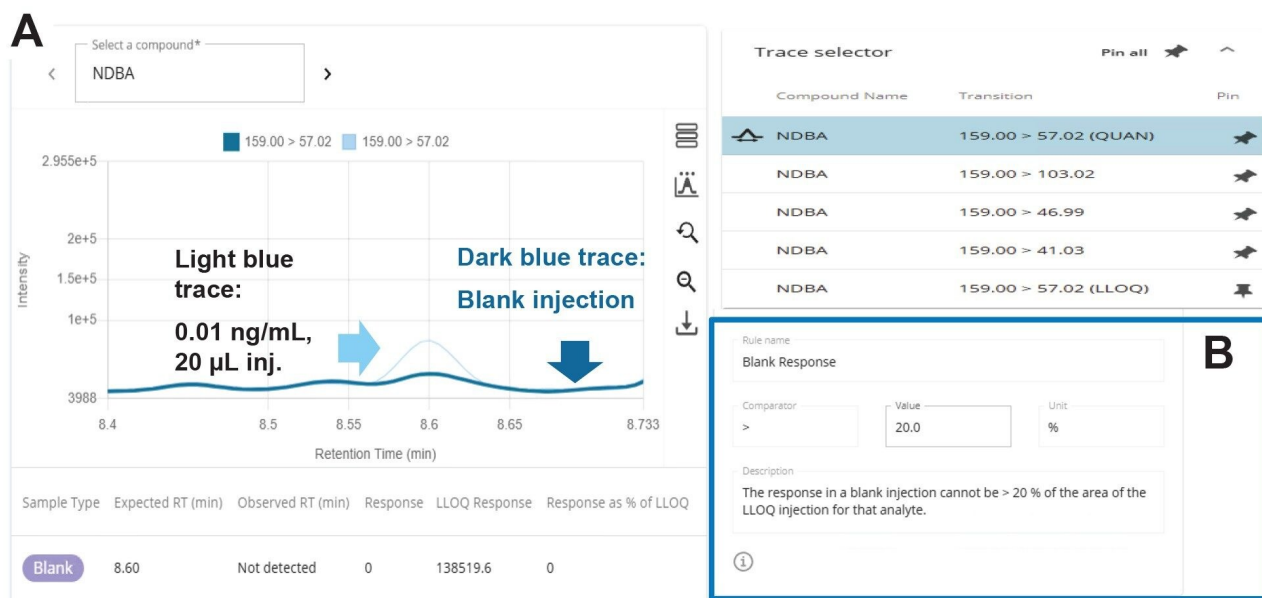 A
Select a compound*
NDBA
159.00 > 57.02 159.00 > 57.02
2.955e+5
2e+5
1.5e+5
1e+5
3988
Intensity
Light blue
trace:
0.01 ng/mL,
20 µL inj.
Dark blue trace:
Blank injection
8.4 8.5 8.55 8.6 8.65 8.733
Retention Time (min)
Sample Type Expected RT (min) Observed RT (min) Response LLOQ Response Response as % of LLOQ
Blank 8.60 Not detected 0 138519.6 0
Trace selector Pin all
Compound Name Transition Pin
NDBA 159.00 > 57.02 (QUAN)
NDBA 159.00 > 103.02
NDBA 159.00 > 46.99
NDBA 159.00 > 41.03
NDBA 159.00 > 57.02 (LLOQ)
B
Rule name
Blank Response
Comparator Value Unit
> 20.0 %
Description
The response in a blank injection cannot be > 20 % of the area of the
LLOQ injection for that analyte.